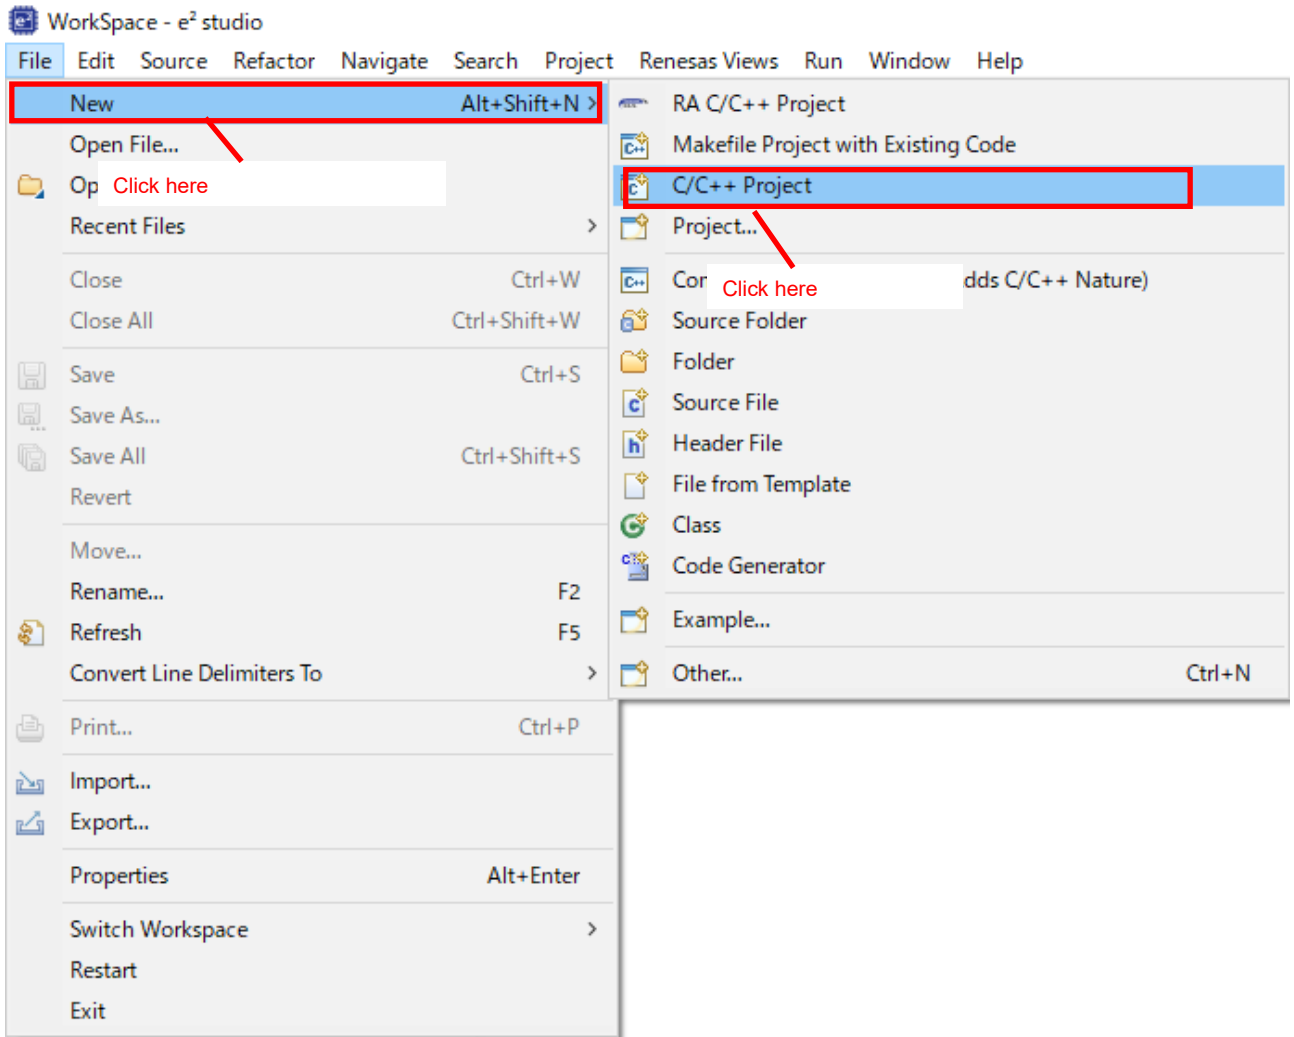 WorkSpace - e² studio
File Edit Source Refactor Navigate Search Project Renesas Views Run Window Help
New Alt+Shift+N >
Open File...
Click here
Recent Files >
Close Ctrl+W
Close All Ctrl+Shift+W
Save Ctrl+S
Save As...
Save All Ctrl+Shift+S
Revert
Move...
Rename... F2
Refresh F5
Convert Line Delimiters To >
Print... Ctrl+P
Import...
Export...
Properties Alt+Enter
Switch Workspace >
Restart
Exit
RA C/C++ Project
Makefile Project with Existing Code
C/C++ Project
Project...
Click here C/C++ Nature)
Source Folder
Folder
Source File
Header File
File from Template
Class
Code Generator
Example...
Other... Ctrl+N